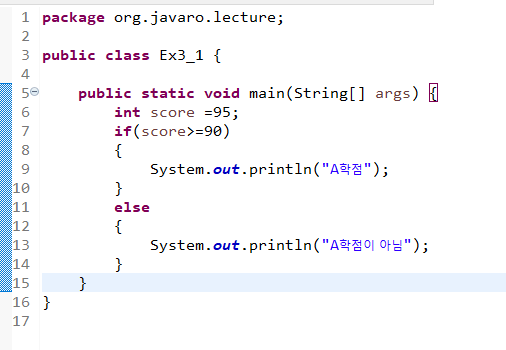 1 package org.javaro.lecture;
2
3 public class Ex3_1 {
4
5 public static void main(String[] args) {
6 int score =95;
7 if(score>=90)
8 {
9 System.out.println("A학점");
10 }
11 else
12 {
13 System.out.println("A학점이 아님");
14 }
15 }
16 }
17